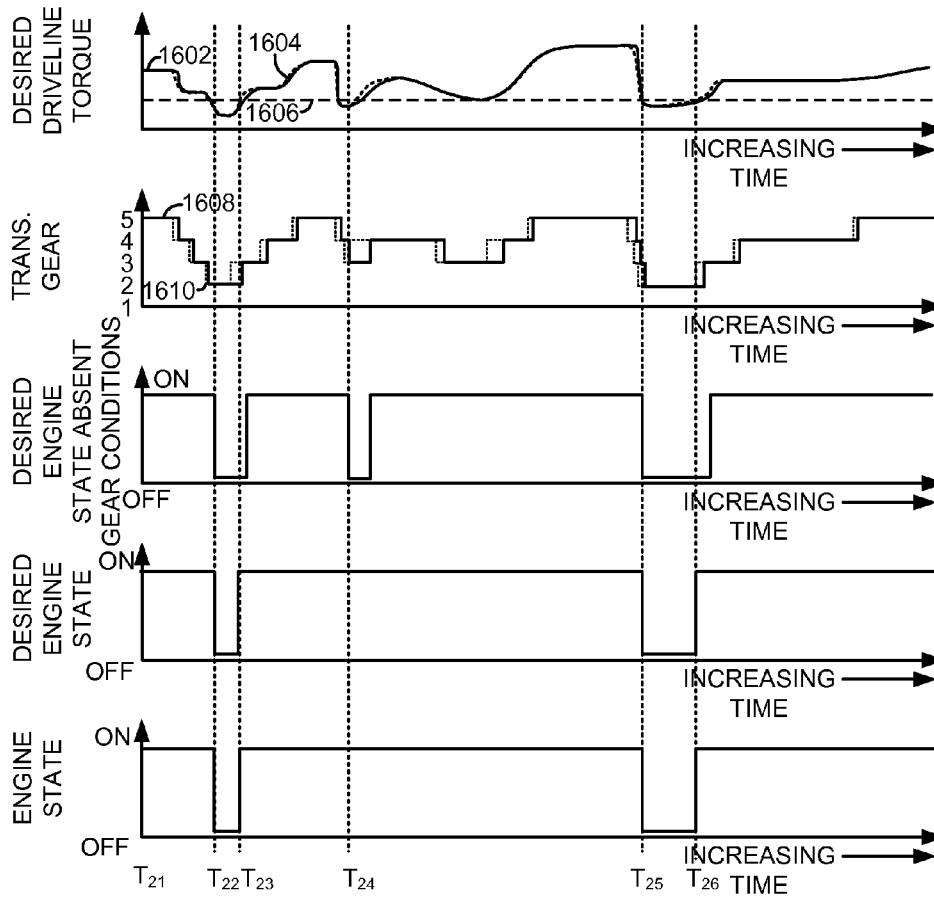 DESIRED
DRIVELINE
TORQUE
1602
1604
1606
INCREASING
TIME
TRANS.
GEAR
5
4
3
2
1
1608
1610
INCREASING
TIME
DESIRED
ENGINE
STATE ABSENT
GEAR CONDITIONS
ON
OFF
INCREASING
TIME
DESIRED
ENGINE
STATE
ON
OFF
INCREASING
TIME
ENGINE
STATE
ON
OFF
INCREASING
TIME
T21 T22 T23 T24 T25 T26